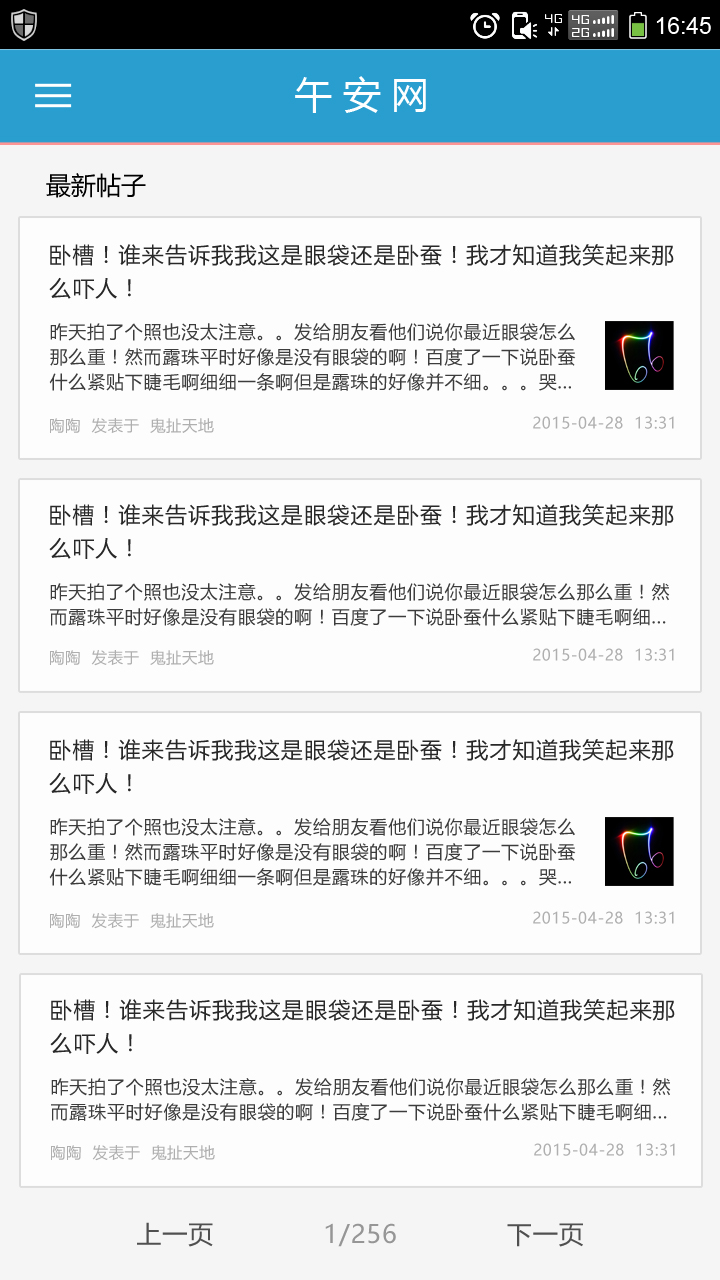 4G 4G 2G 16:45
午安网
最新帖子
卧槽！谁来告诉我我这是眼袋还是卧蚕！我才知道我笑起来那
么吓人！
昨天拍了个照也没太注意。。发给朋友看他们说你最近眼袋怎么
那么重！然而露珠平时好像是没有眼袋的啊！百度了一下说卧蚕
什么紧贴下睫毛啊细细一条啊但是露珠的好像并不细。。。哭...
陶陶 发表于 鬼扯天地 2015-04-28 13:31
卧槽！谁来告诉我我这是眼袋还是卧蚕！我才知道我笑起来那
么吓人！
昨天拍了个照也没太注意。。发给朋友看他们说你最近眼袋怎么那么重！然
而露珠平时好像是没有眼袋的啊！百度了一下说卧蚕什么紧贴下睫毛啊细...
陶陶 发表于 鬼扯天地 2015-04-28 13:31
卧槽！谁来告诉我我这是眼袋还是卧蚕！我才知道我笑起来那
么吓人！
昨天拍了个照也没太注意。。发给朋友看他们说你最近眼袋怎么
那么重！然而露珠平时好像是没有眼袋的啊！百度了一下说卧蚕
什么紧贴下睫毛啊细细一条啊但是露珠的好像并不细。。。哭...
陶陶 发表于 鬼扯天地 2015-04-28 13:31
卧槽！谁来告诉我我这是眼袋还是卧蚕！我才知道我笑起来那
么吓人！
昨天拍了个照也没太注意。。发给朋友看他们说你最近眼袋怎么那么重！然
而露珠平时好像是没有眼袋的啊！百度了一下说卧蚕什么紧贴下睫毛啊细...
陶陶 发表于 鬼扯天地 2015-04-28 13:31
上一页 1/256 下一页